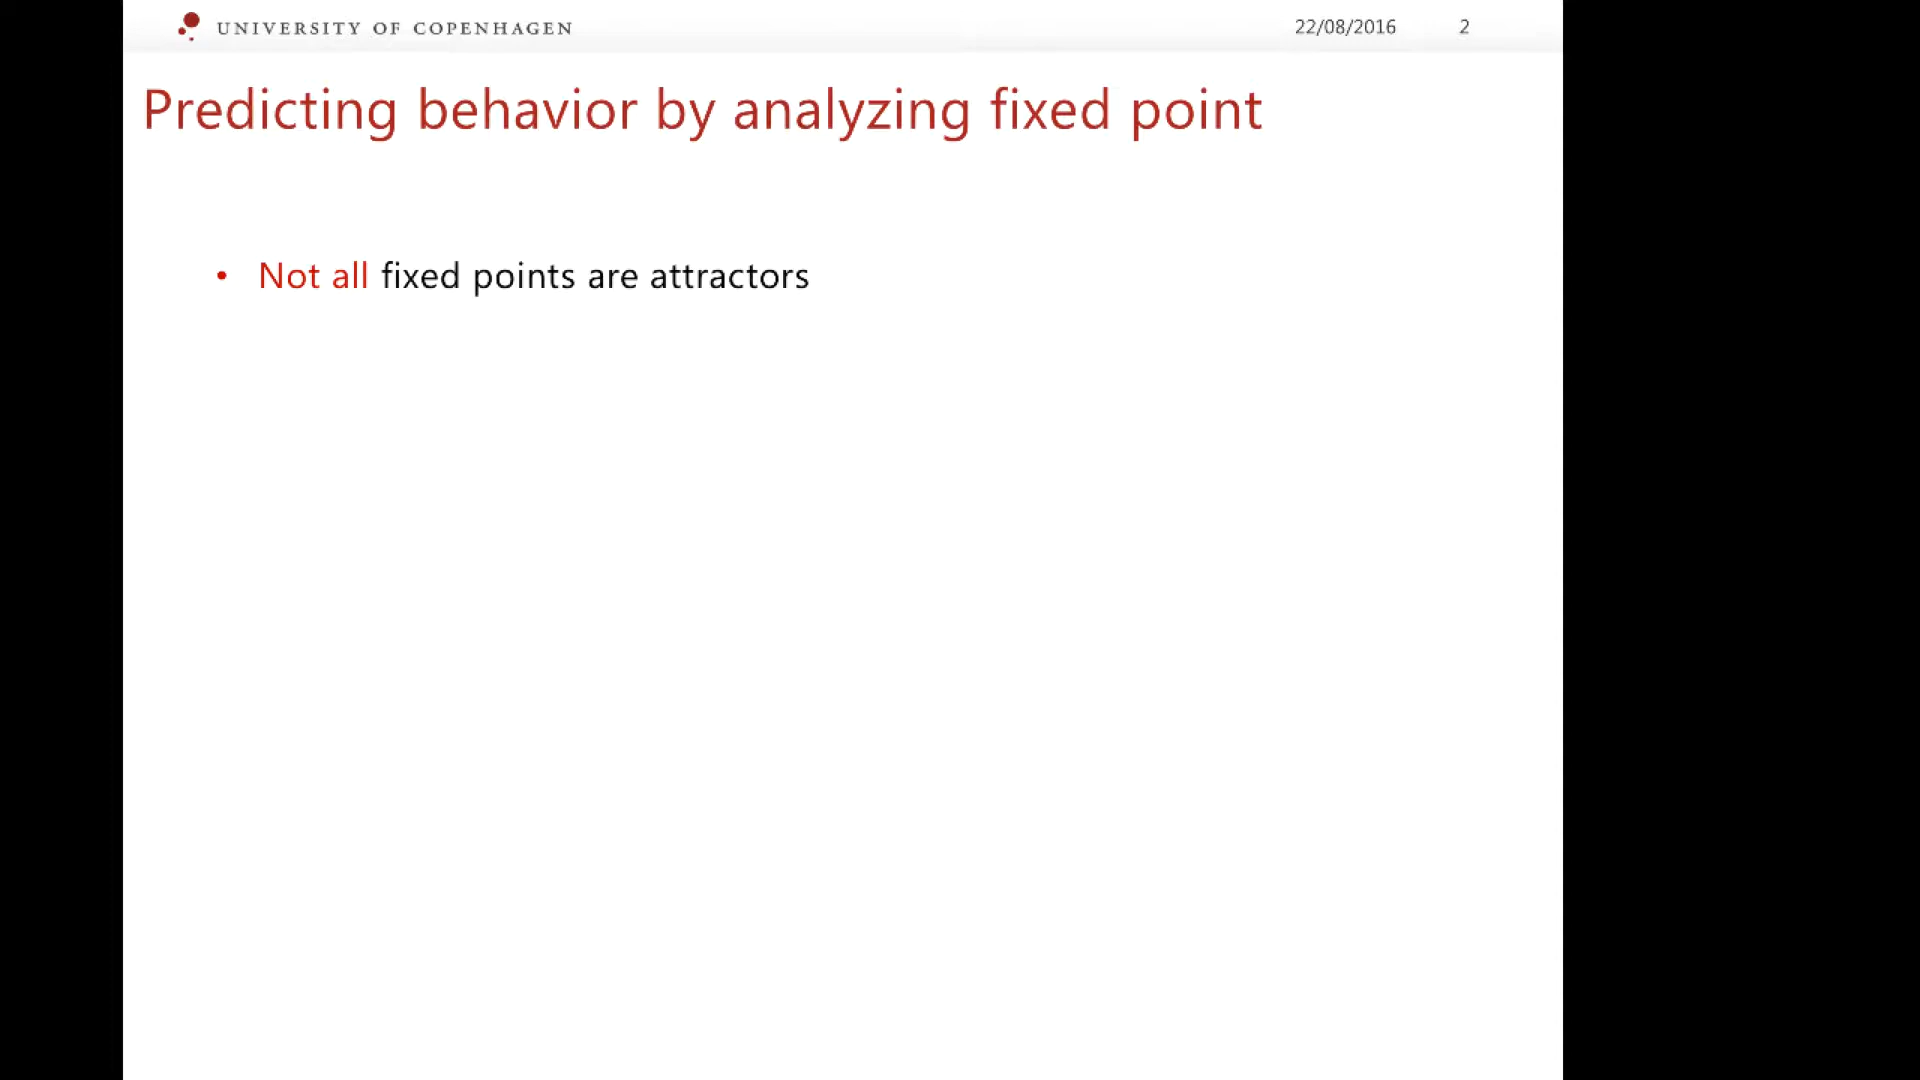 UNIVERSITY OF COPENHAGEN 22/08/2016 2
Predicting behavior by analyzing fixed point
• Not all fixed points are attractors